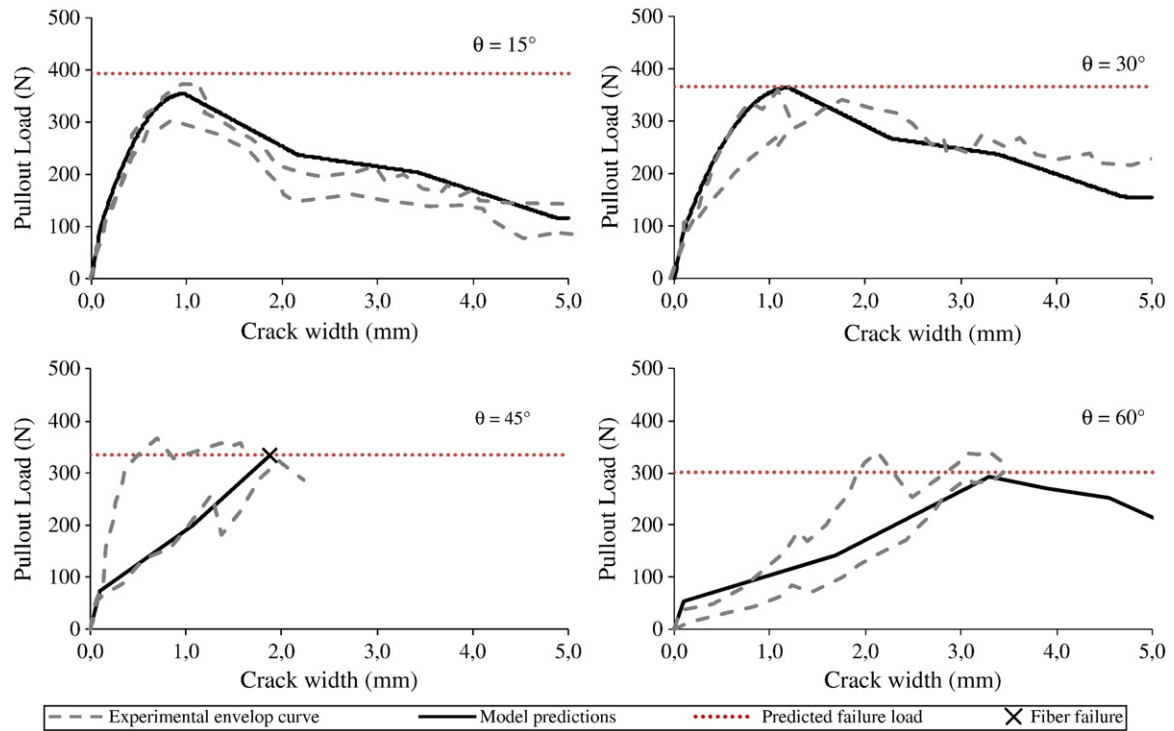 500
400
300
200
100
0
Pullout Load (N)
θ = 15°
0,0 1,0 2,0 3,0 4,0 5,0
Crack width (mm)
500
400
300
200
100
0
Pullout Load (N)
θ = 30°
0,0 1,0 2,0 3,0 4,0 5,0
Crack width (mm)
500
400
300
200
100
0
Pullout Load (N)
θ = 45°
0,0 1,0 2,0 3,0 4,0 5,0
Crack width (mm)
500
400
300
200
100
0
Pullout Load (N)
θ = 60°
0,0 1,0 2,0 3,0 4,0 5,0
Crack width (mm)
Experimental envelop curve Model predictions Predicted failure load Fiber failure